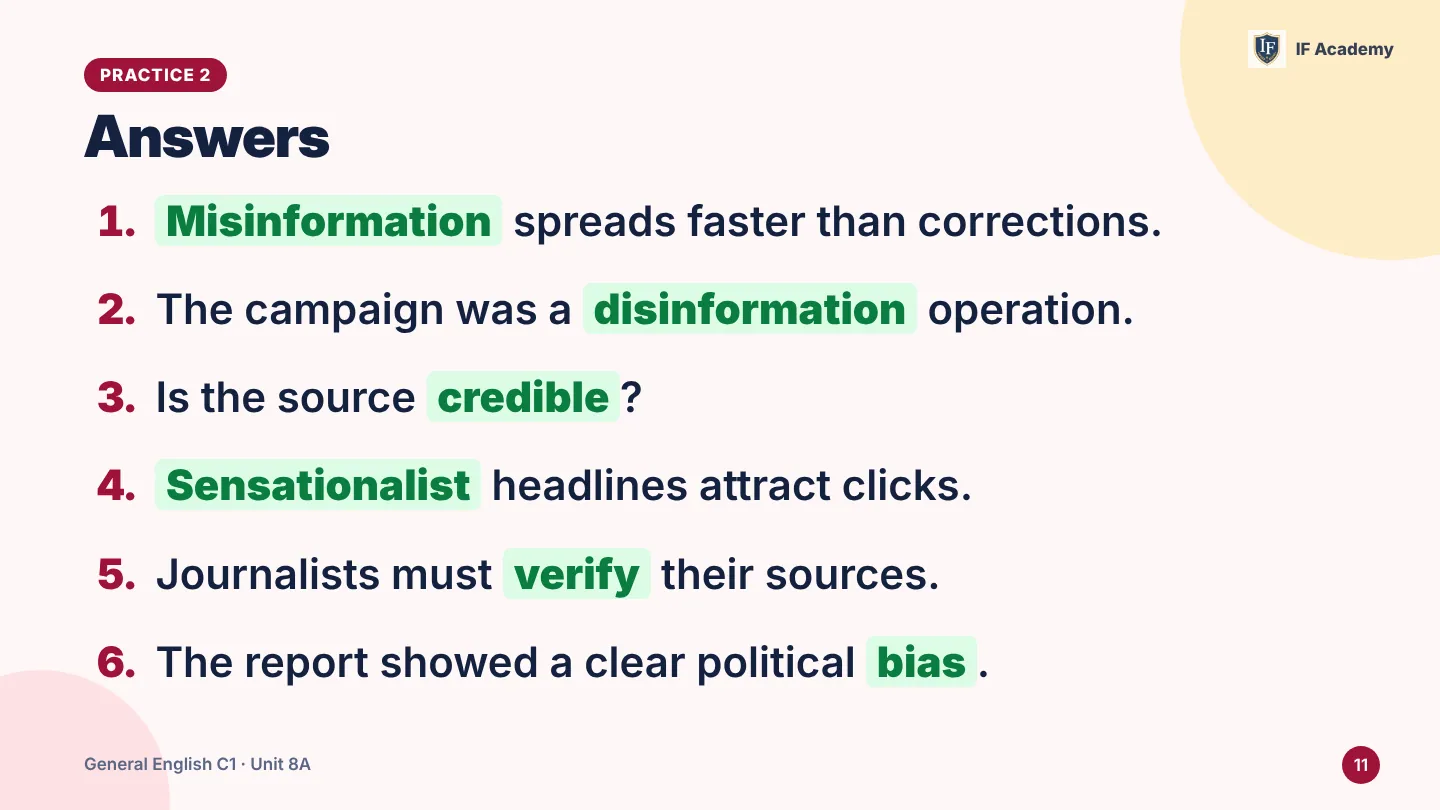 IF
IF Academy
PRACTICE 2
Answers
1. Misinformation spreads faster than corrections.
2. The campaign was a disinformation operation.
3. Is the source credible?
4. Sensationalist headlines attract clicks.
5. Journalists must verify their sources.
6. The report showed a clear political bias.
General English C1 · Unit 8A
11